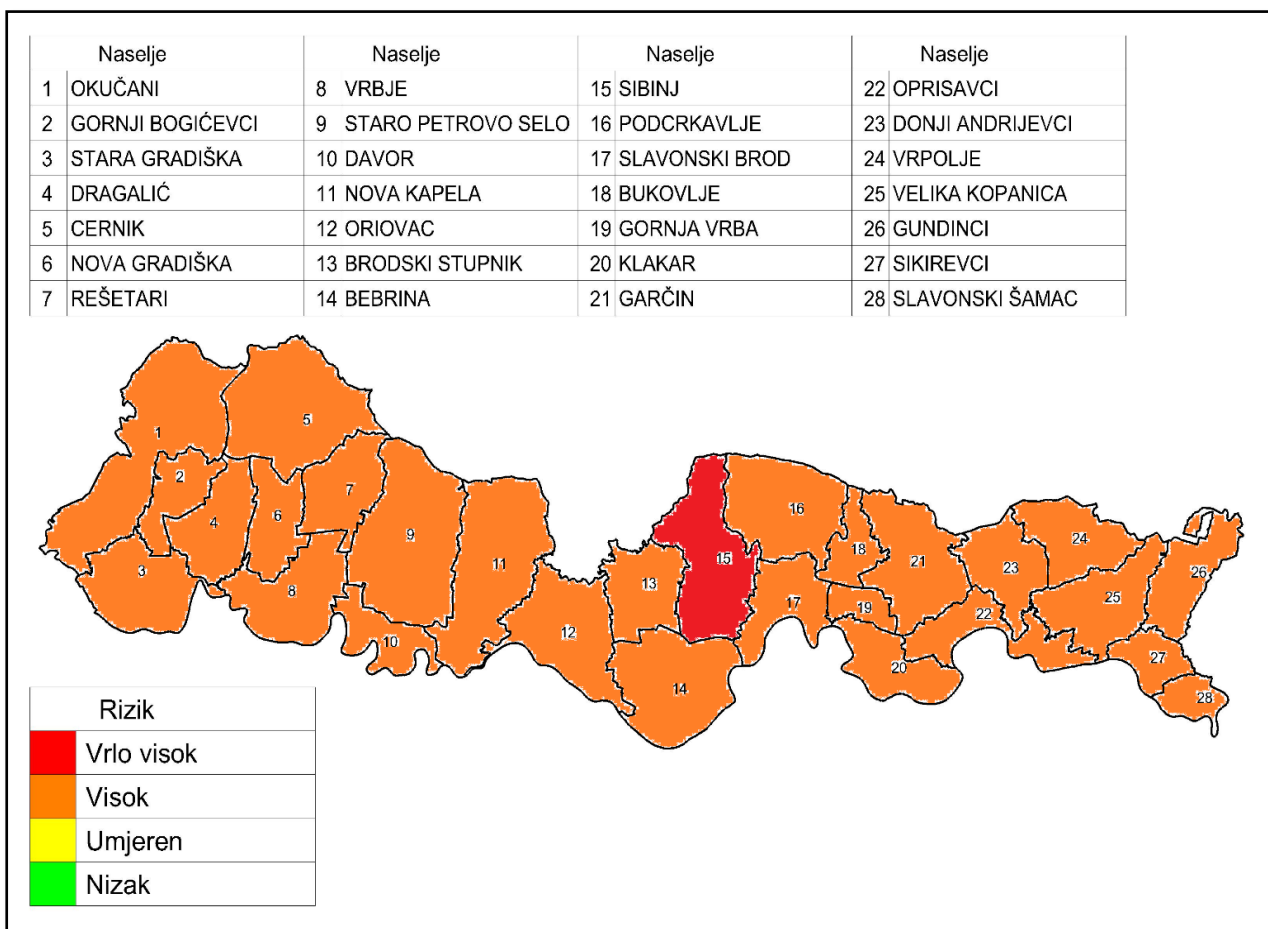 Naselje Naselje Naselje Naselje
1 OKUČANI 8 VRBJE 15 SIBINJ 22 OPRISAVCI
2 GORNJI BOGIĆEVCI 9 STARO PETROVO SELO 16 PODCRKAVLJE 23 DONJI ANDRIJEVCI
3 STARA GRADIŠKA 10 DAVOR 17 SLAVONSKI BROD 24 VRPOLJE
4 DRAGALIĆ 11 NOVA KAPELA 18 BUKOVLJE 25 VELIKA KOPANICA
5 CERNIK 12 ORIOVAC 19 GORNJA VRBA 26 GUNDINCI
6 NOVA GRADIŠKA 13 BRODSKI STUPNIK 20 KLAKAR 27 SIKIREVCI
7 REŠETARI 14 BEBRINA 21 GARČIN 28 SLAVONSKI ŠAMAC
1
5
2
7
4
6
9
3
8
11
10
12
13
14
15
16
17
18
19
21
20
22
23
24
25
26
27
28
Rizik
Vrlo visok
Visok
Umjeren
Nizak